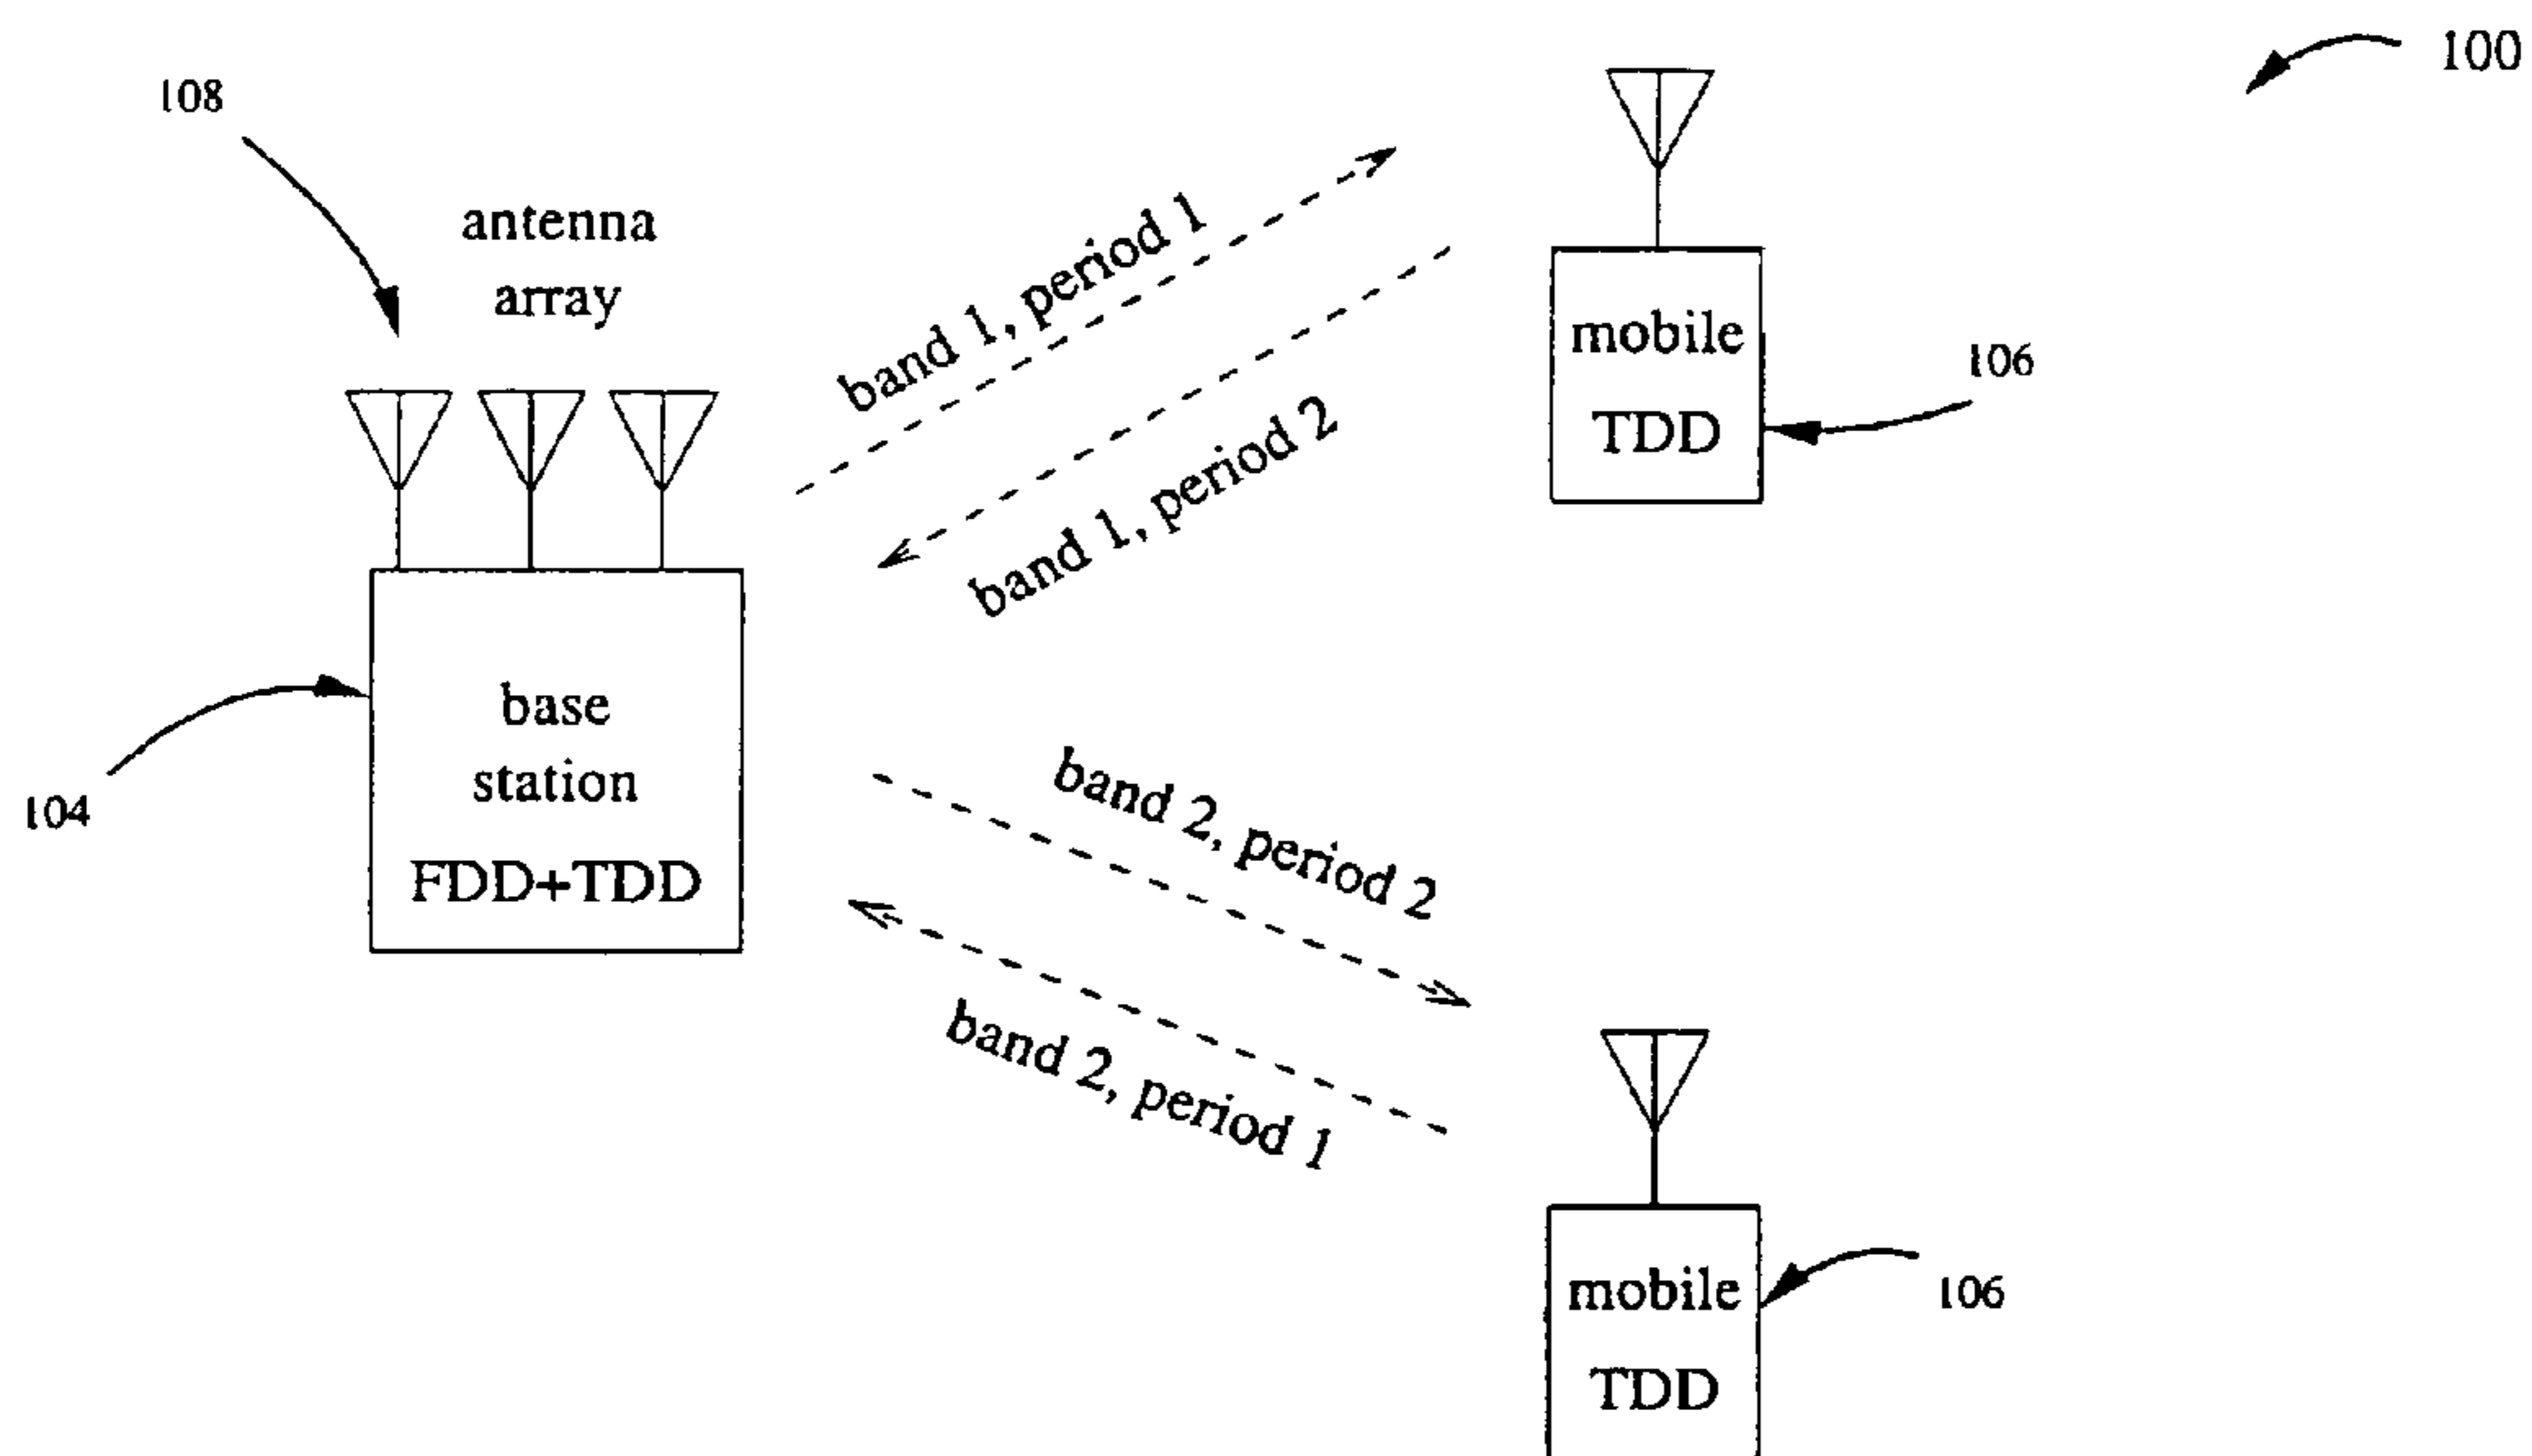 100
108
antenna
array
band 1, period 1
band 1, period 2
mobile
TDD
106
base
station
FDD+TDD
104
band 2, period 2
band 2, period 1
mobile
TDD
106